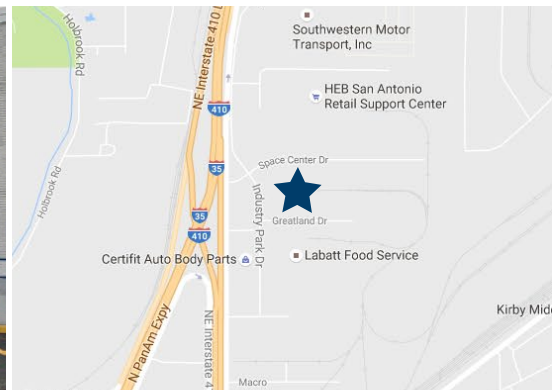 Holbrook Rd
Holbrook Rd
NE Interstate 410 L
Southwestern Motor
Transport, Inc
HEB San Antonio
Retail Support Center
410
35
Space Center Dr
35
Industry Park Dr
Greatland Dr
410
Certifit Auto Body Parts
Labatt Food Service
N PanAm Expy
NE Interstate 4
Kirby Midd
Macro